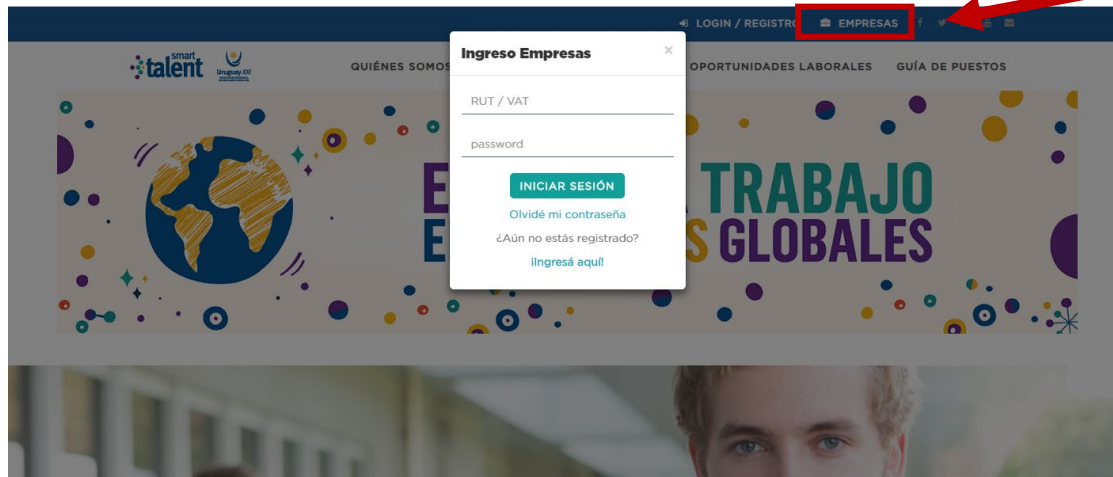 LOGIN / REGISTR
EMPRESAS
smart
talent
Uruguay XXI
QUIÉNES SOMOS
OPORTUNIDADES LABORALES
GUÍA DE PUESTOS
Ingreso Empresas
×
RUT / VAT
password
INICIAR SESIÓN
Olvidé mi contraseña
¿Aún no estás registrado?
¡Ingresá aquí!
E
TRABAJO
E
S GLOBALES